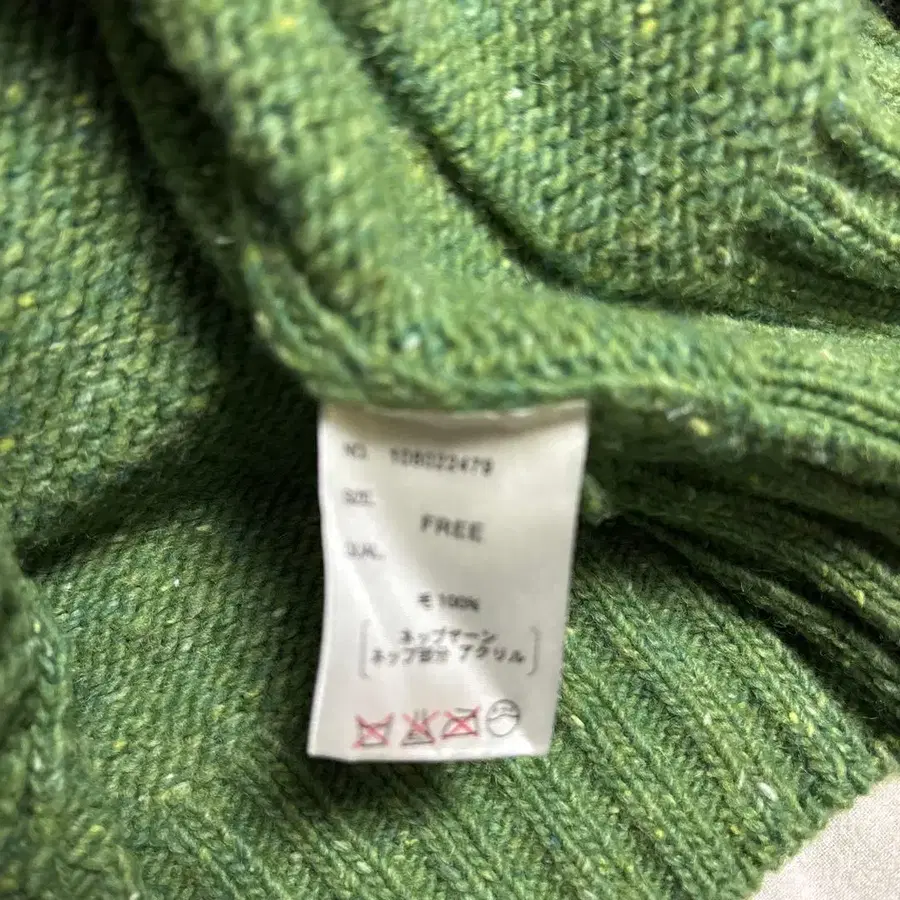 NO. 108022479
SIZE.
FREE
QUAL.
毛 100%
ネップヤーン
ネップ部分 アクリル